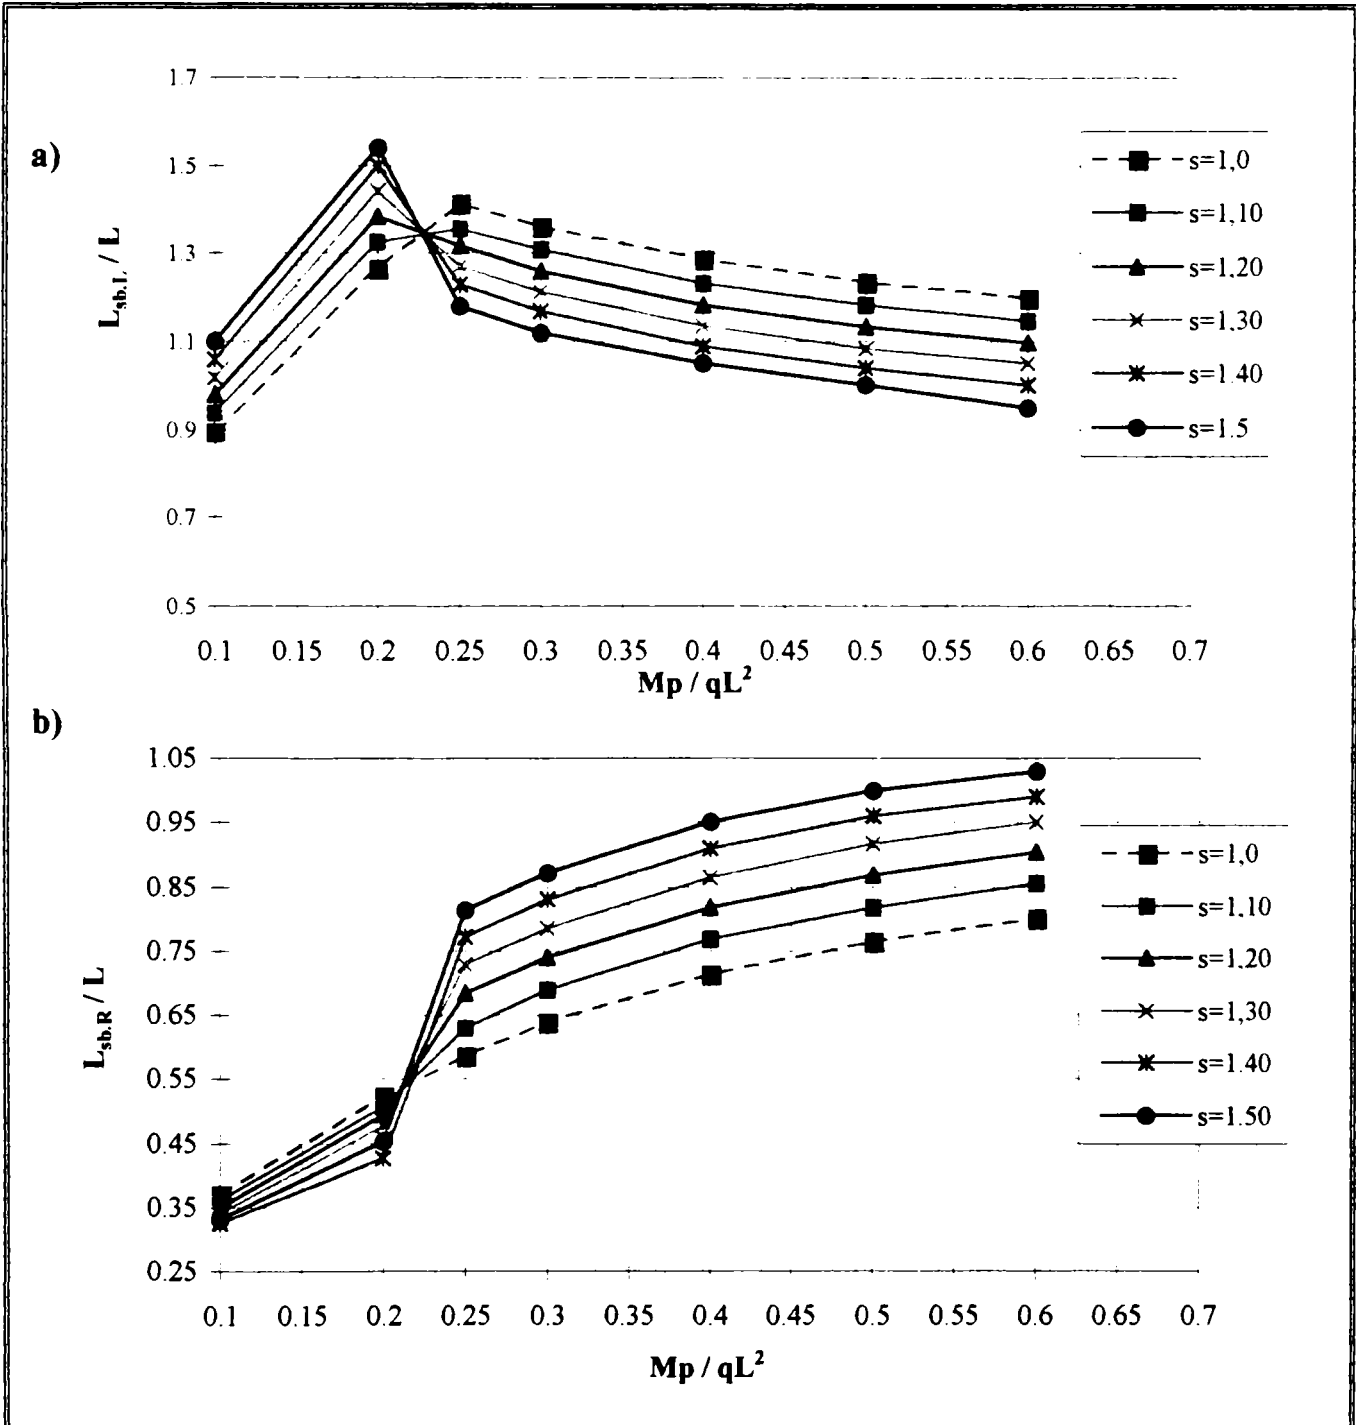 a)
1.7
1.5
1.3
1.1
0.9
0.7
0.5
L_sb.L / L
0.1 0.15 0.2 0.25 0.3 0.35 0.4 0.45 0.5 0.55 0.6 0.65 0.7
Mp / qL²
s=1,0
s=1,10
s=1,20
s=1,30
s=1.40
s=1.5
b)
1.05
0.95
0.85
0.75
0.65
0.55
0.45
0.35
0.25
L_sb.R / L
0.1 0.15 0.2 0.25 0.3 0.35 0.4 0.45 0.5 0.55 0.6 0.65 0.7
Mp / qL²
s=1,0
s=1,10
s=1,20
s=1,30
s=1.40
s=1.50